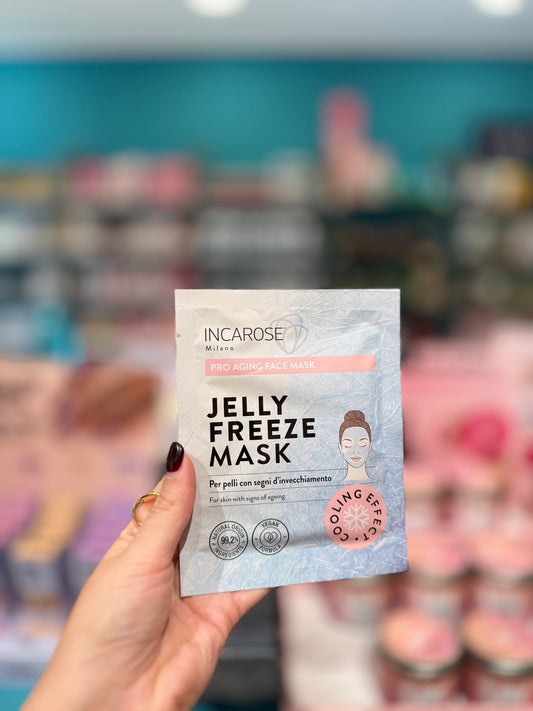 INCAROSE
Milano
PRO AGING FACE MASK
JELLY
FREEZE
MASK
Per pelli con segni d'invecchiamento
For skin with signs of ageing
NATURAL ORIGIN
99,2%
INGREDIENTS
VEGAN
FORMULA
COOLING EFFECT